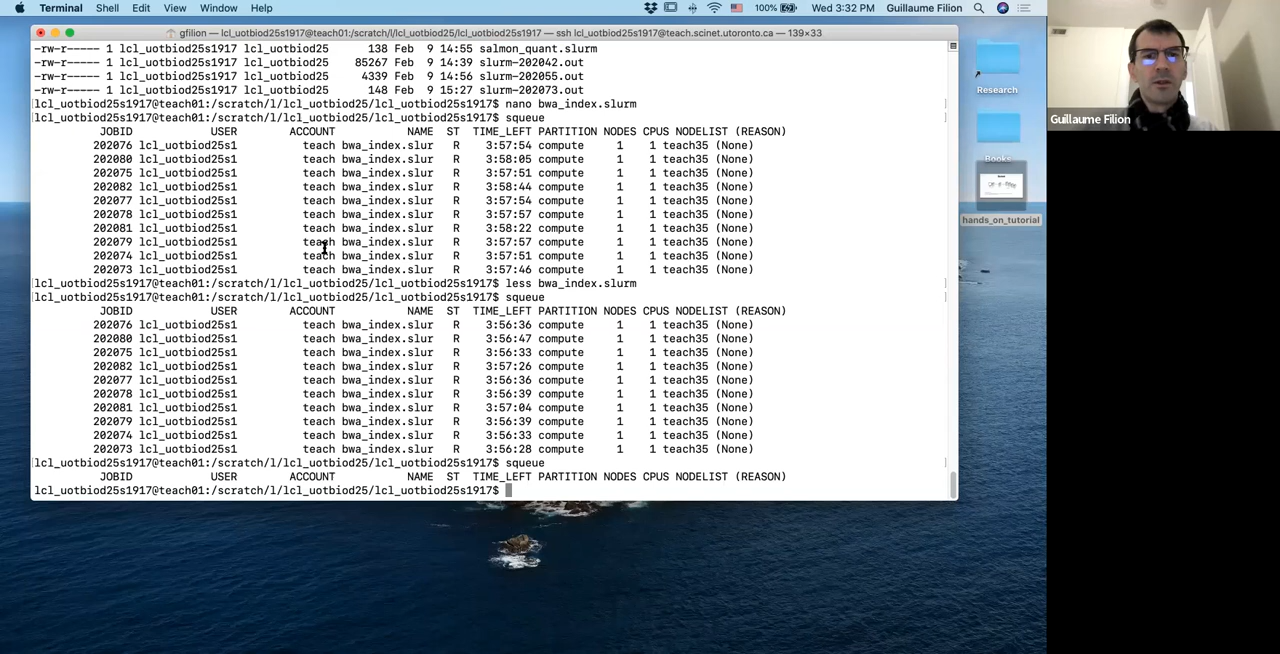 Terminal Shell Edit View Window Help 100% Wed 3:32 PM Guillaume Filion
gfilion — lcl_uotbiod25s1917@teach01:/scratch/l/lcl_uotbiod25/lcl_uotbiod25s1917 — ssh lcl_uotbiod25s1917@teach.scinet.utoronto.ca — 139×33
-rw-r----- 1 lcl_uotbiod25s1917 lcl_uotbiod25 138 Feb 9 14:55 salmon_quant.slurm
-rw-r----- 1 lcl_uotbiod25s1917 lcl_uotbiod25 85267 Feb 9 14:39 slurm-202042.out
-rw-r----- 1 lcl_uotbiod25s1917 lcl_uotbiod25 4339 Feb 9 14:56 slurm-202055.out
-rw-r----- 1 lcl_uotbiod25s1917 lcl_uotbiod25 148 Feb 9 15:27 slurm-202073.out
[lcl_uotbiod25s1917@teach01:/scratch/l/lcl_uotbiod25/lcl_uotbiod25s1917$ nano bwa_index.slurm ]
[lcl_uotbiod25s1917@teach01:/scratch/l/lcl_uotbiod25/lcl_uotbiod25s1917$ squeue ]
JOBID USER ACCOUNT NAME ST TIME_LEFT PARTITION NODES CPUS NODELIST (REASON)
202076 lcl_uotbiod25s1 teach bwa_index.slur R 3:57:54 compute 1 1 teach35 (None)
202080 lcl_uotbiod25s1 teach bwa_index.slur R 3:58:05 compute 1 1 teach35 (None)
202075 lcl_uotbiod25s1 teach bwa_index.slur R 3:57:51 compute 1 1 teach35 (None)
202082 lcl_uotbiod25s1 teach bwa_index.slur R 3:58:44 compute 1 1 teach35 (None)
202077 lcl_uotbiod25s1 teach bwa_index.slur R 3:57:54 compute 1 1 teach35 (None)
202078 lcl_uotbiod25s1 teach bwa_index.slur R 3:57:57 compute 1 1 teach35 (None)
202081 lcl_uotbiod25s1 teach bwa_index.slur R 3:58:22 compute 1 1 teach35 (None)
202079 lcl_uotbiod25s1 teach bwa_index.slur R 3:57:57 compute 1 1 teach35 (None)
202074 lcl_uotbiod25s1 teach bwa_index.slur R 3:57:51 compute 1 1 teach35 (None)
202073 lcl_uotbiod25s1 teach bwa_index.slur R 3:57:46 compute 1 1 teach35 (None)
[lcl_uotbiod25s1917@teach01:/scratch/l/lcl_uotbiod25/lcl_uotbiod25s1917$ less bwa_index.slurm ]
[lcl_uotbiod25s1917@teach01:/scratch/l/lcl_uotbiod25/lcl_uotbiod25s1917$ squeue ]
JOBID USER ACCOUNT NAME ST TIME_LEFT PARTITION NODES CPUS NODELIST (REASON)
202076 lcl_uotbiod25s1 teach bwa_index.slur R 3:56:36 compute 1 1 teach35 (None)
202080 lcl_uotbiod25s1 teach bwa_index.slur R 3:56:47 compute 1 1 teach35 (None)
202075 lcl_uotbiod25s1 teach bwa_index.slur R 3:56:33 compute 1 1 teach35 (None)
202082 lcl_uotbiod25s1 teach bwa_index.slur R 3:57:26 compute 1 1 teach35 (None)
202077 lcl_uotbiod25s1 teach bwa_index.slur R 3:56:36 compute 1 1 teach35 (None)
202078 lcl_uotbiod25s1 teach bwa_index.slur R 3:56:39 compute 1 1 teach35 (None)
202081 lcl_uotbiod25s1 teach bwa_index.slur R 3:57:04 compute 1 1 teach35 (None)
202079 lcl_uotbiod25s1 teach bwa_index.slur R 3:56:39 compute 1 1 teach35 (None)
202074 lcl_uotbiod25s1 teach bwa_index.slur R 3:56:33 compute 1 1 teach35 (None)
202073 lcl_uotbiod25s1 teach bwa_index.slur R 3:56:28 compute 1 1 teach35 (None)
[lcl_uotbiod25s1917@teach01:/scratch/l/lcl_uotbiod25/lcl_uotbiod25s1917$ squeue ]
JOBID USER ACCOUNT NAME ST TIME_LEFT PARTITION NODES CPUS NODELIST (REASON)
lcl_uotbiod25s1917@teach01:/scratch/l/lcl_uotbiod25/lcl_uotbiod25s1917$
Research
Books
hands_on_tutorial
Guillaume Filion